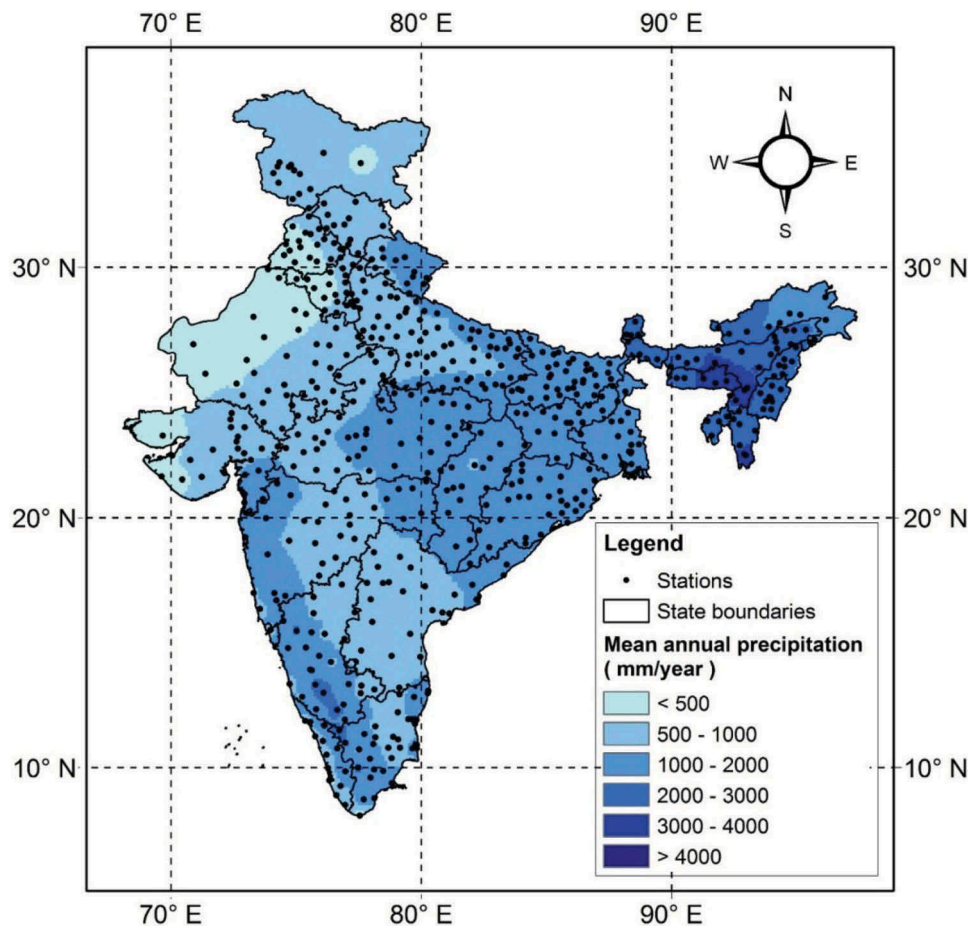 70° E 80° E 90° E
N
W E
S
30° N 30° N
20° N 20° N
Legend
Stations
State boundaries
Mean annual precipitation
( mm/year )
< 500
500 - 1000
1000 - 2000
10° N 10° N
2000 - 3000
3000 - 4000
> 4000
70° E 80° E 90° E